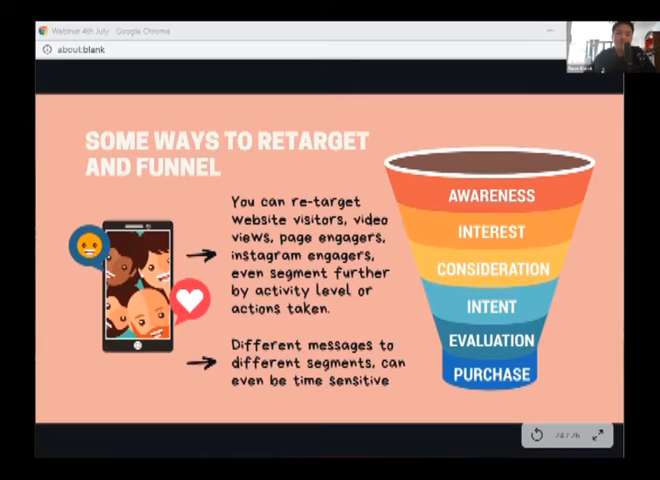 Webinar 4th July - Google Chrome
about:blank
SOME WAYS TO RETARGET
AND FUNNEL
You can re-target
website visitors, video
views, page engagers,
instagram engagers,
even segment further
by activity level or
actions taken.
Different messages to
different segments, can
even be time sensitive
AWARENESS
INTEREST
CONSIDERATION
INTENT
EVALUATION
PURCHASE
24 / 26